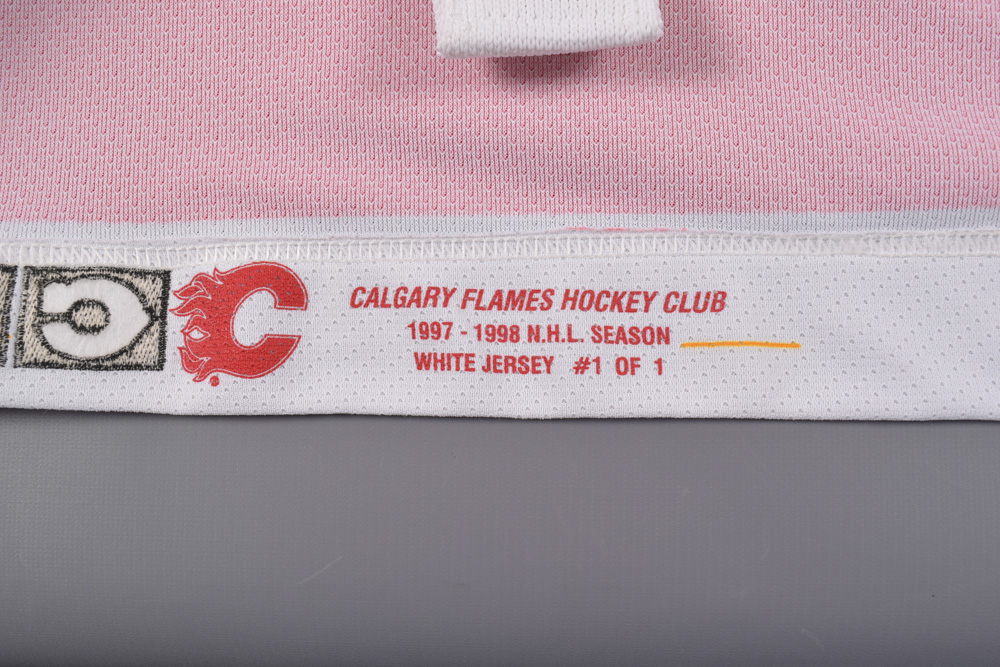 CALGARY FLAMES HOCKEY CLUB
1997 - 1998 N.H.L. SEASON
WHITE JERSEY #1 OF 1